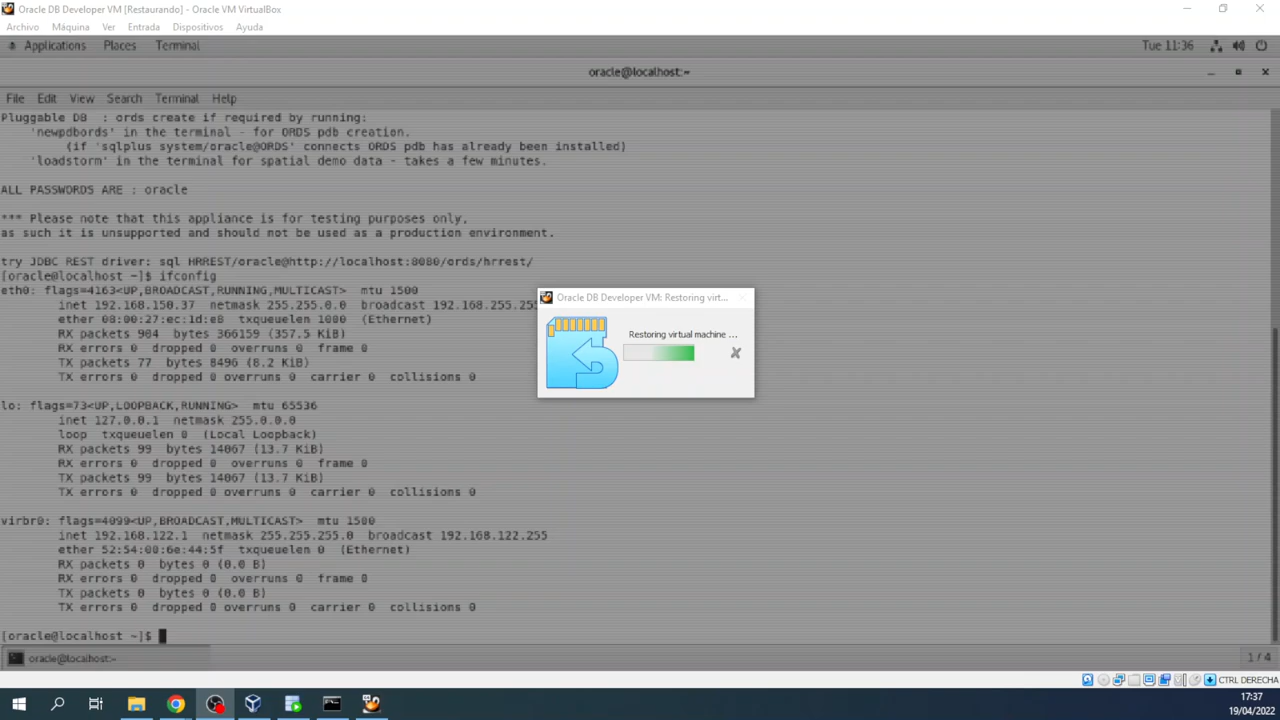 Oracle DB Developer VM [Restaurando] - Oracle VM VirtualBox
Archivo Máquina Ver Entrada Dispositivos Ayuda
Applications Places Terminal Tue 11:36
oracle@localhost:~
File Edit View Search Terminal Help
Pluggable DB : ords create if required by running:
'newpdbords' in the terminal - for ORDS pdb creation.
(if 'sqlplus system/oracle@ORDS' connects ORDS pdb has already been installed)
'loadstorm' in the terminal for spatial demo data - takes a few minutes.
ALL PASSWORDS ARE : oracle
*** Please note that this appliance is for testing purposes only,
as such it is unsupported and should not be used as a production environment.
try JDBC REST driver: sql HRREST/oracle@http://localhost:8080/ords/hrrest/
[oracle@localhost ~]$ ifconfig
eth0: flags=4163<UP,BROADCAST,RUNNING,MULTICAST> mtu 1500
inet 192.168.150.37 netmask 255.255.0.0 broadcast 192.168.255.25
ether 08:00:27:ec:1d:e8 txqueuelen 1000 (Ethernet)
RX packets 904 bytes 366159 (357.5 KiB)
RX errors 0 dropped 0 overruns 0 frame 0
TX packets 77 bytes 8496 (8.2 KiB)
TX errors 0 dropped 0 overruns 0 carrier 0 collisions 0
lo: flags=73<UP,LOOPBACK,RUNNING> mtu 65536
inet 127.0.0.1 netmask 255.0.0.0
loop txqueuelen 0 (Local Loopback)
RX packets 99 bytes 14067 (13.7 KiB)
RX errors 0 dropped 0 overruns 0 frame 0
TX packets 99 bytes 14067 (13.7 KiB)
TX errors 0 dropped 0 overruns 0 carrier 0 collisions 0
virbr0: flags=4099<UP,BROADCAST,MULTICAST> mtu 1500
inet 192.168.122.1 netmask 255.255.255.0 broadcast 192.168.122.255
ether 52:54:00:6e:44:5f txqueuelen 0 (Ethernet)
RX packets 0 bytes 0 (0.0 B)
RX errors 0 dropped 0 overruns 0 frame 0
TX packets 0 bytes 0 (0.0 B)
TX errors 0 dropped 0 overruns 0 carrier 0 collisions 0
[oracle@localhost ~]$
Oracle DB Developer VM: Restoring virt...
Restoring virtual machine ...
oracle@localhost:~ 1 / 4
CTRL DERECHA
17:37
19/04/2022